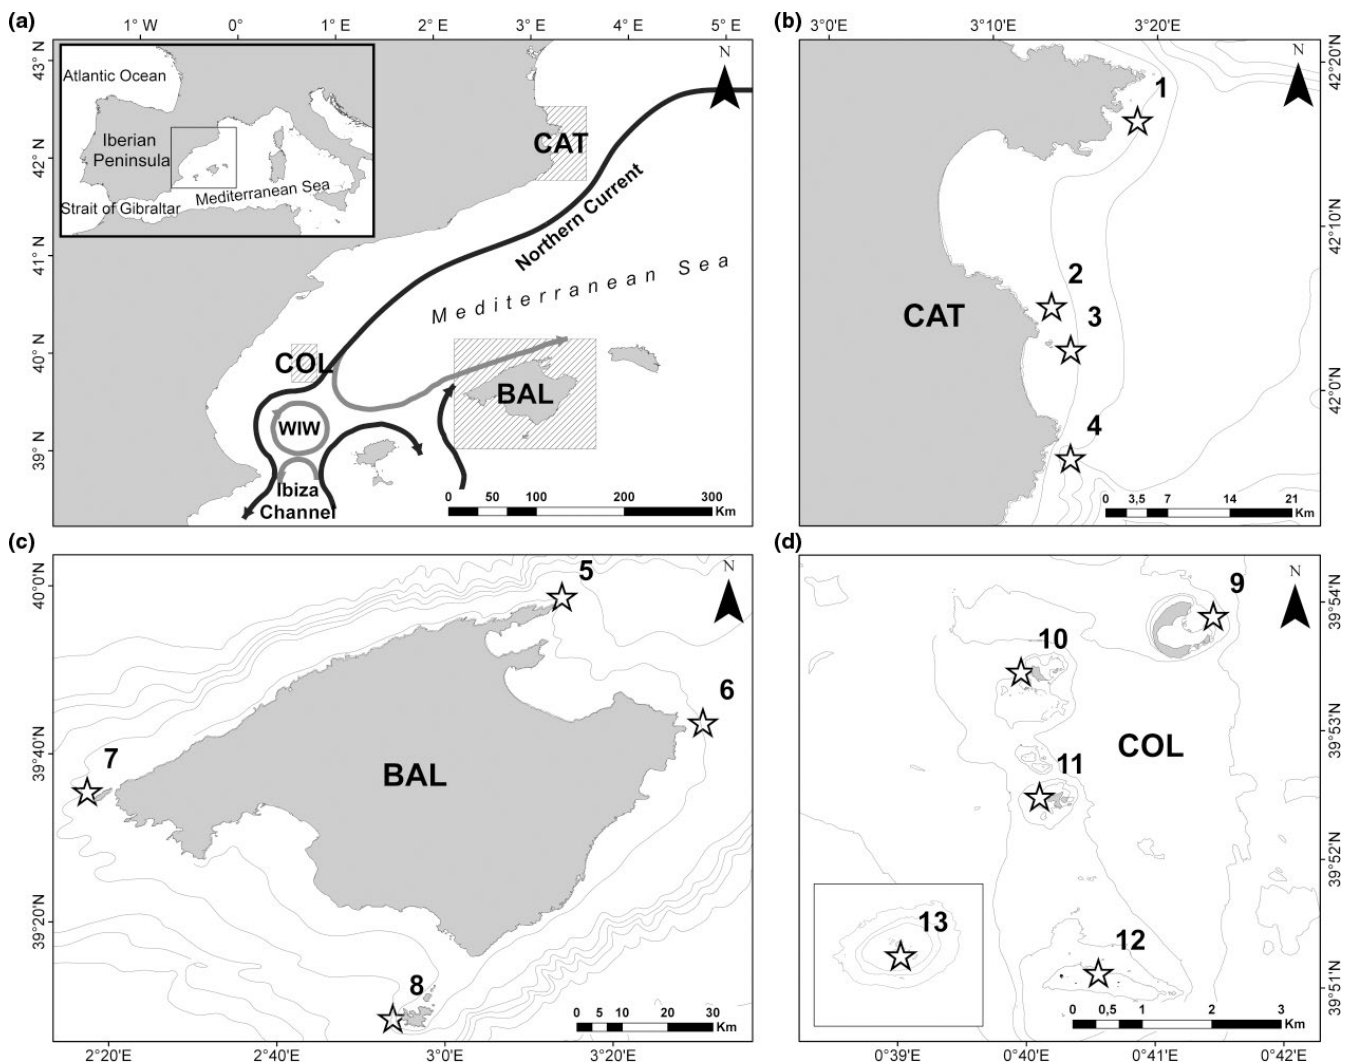 (a)
1° W 0° 1° E 2° E 3° E 4° E 5° E
43° N
42° N
41° N
40° N
39° N
Atlantic Ocean
Iberian
Peninsula
Mediterranean Sea
Strait of Gibraltar
N
CAT
Northern Current
Mediterranean Sea
COL
BAL
WIW
Ibiza
Channel
0 50 100 200 300
Km
(b)
3°0'E 3°10'E 3°20'E
42°20'N
42°10'N
42°0'N
N
1
2
3
CAT
4
0 3,5 7 14 21
Km
(c)
40°0'N
39°40'N
39°20'N
N
5
6
7
BAL
8
0 5 10 20 30
Km
2°20'E 2°40'E 3°0'E 3°20'E
(d)
39°54'N
39°53'N
39°52'N
39°51'N
N
9
10
COL
11
13
12
0 0,5 1 2 3
Km
0°39'E 0°40'E 0°41'E 0°42'E